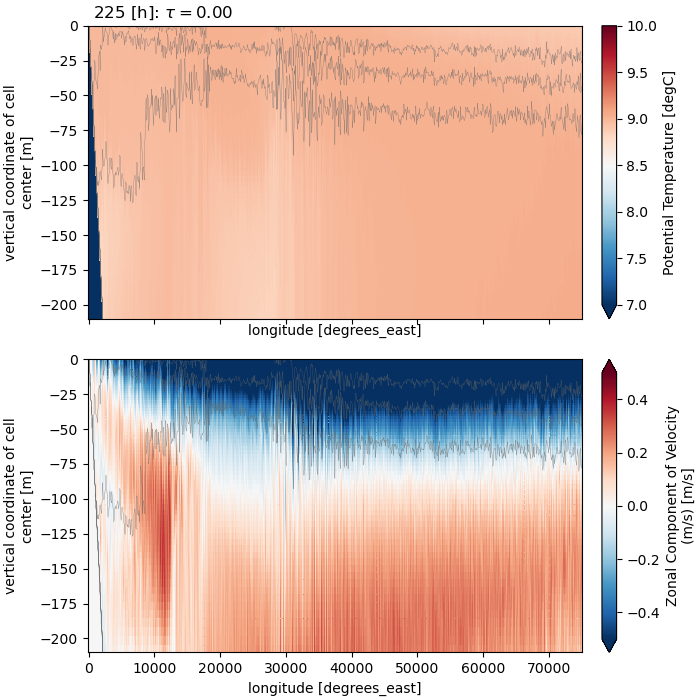 225 [h]: τ = 0.00
0
−25
−50
−75
−100
−125
−150
−175
−200
vertical coordinate of cell
center [m]
longitude [degrees_east]
10.0
9.5
9.0
8.5
8.0
7.5
7.0
Potential Temperature [degC]
0
−25
−50
−75
−100
−125
−150
−175
−200
vertical coordinate of cell
center [m]
0 10000 20000 30000 40000 50000 60000 70000
longitude [degrees_east]
0.4
0.2
0.0
−0.2
−0.4
Zonal Component of Velocity
(m/s) [m/s]